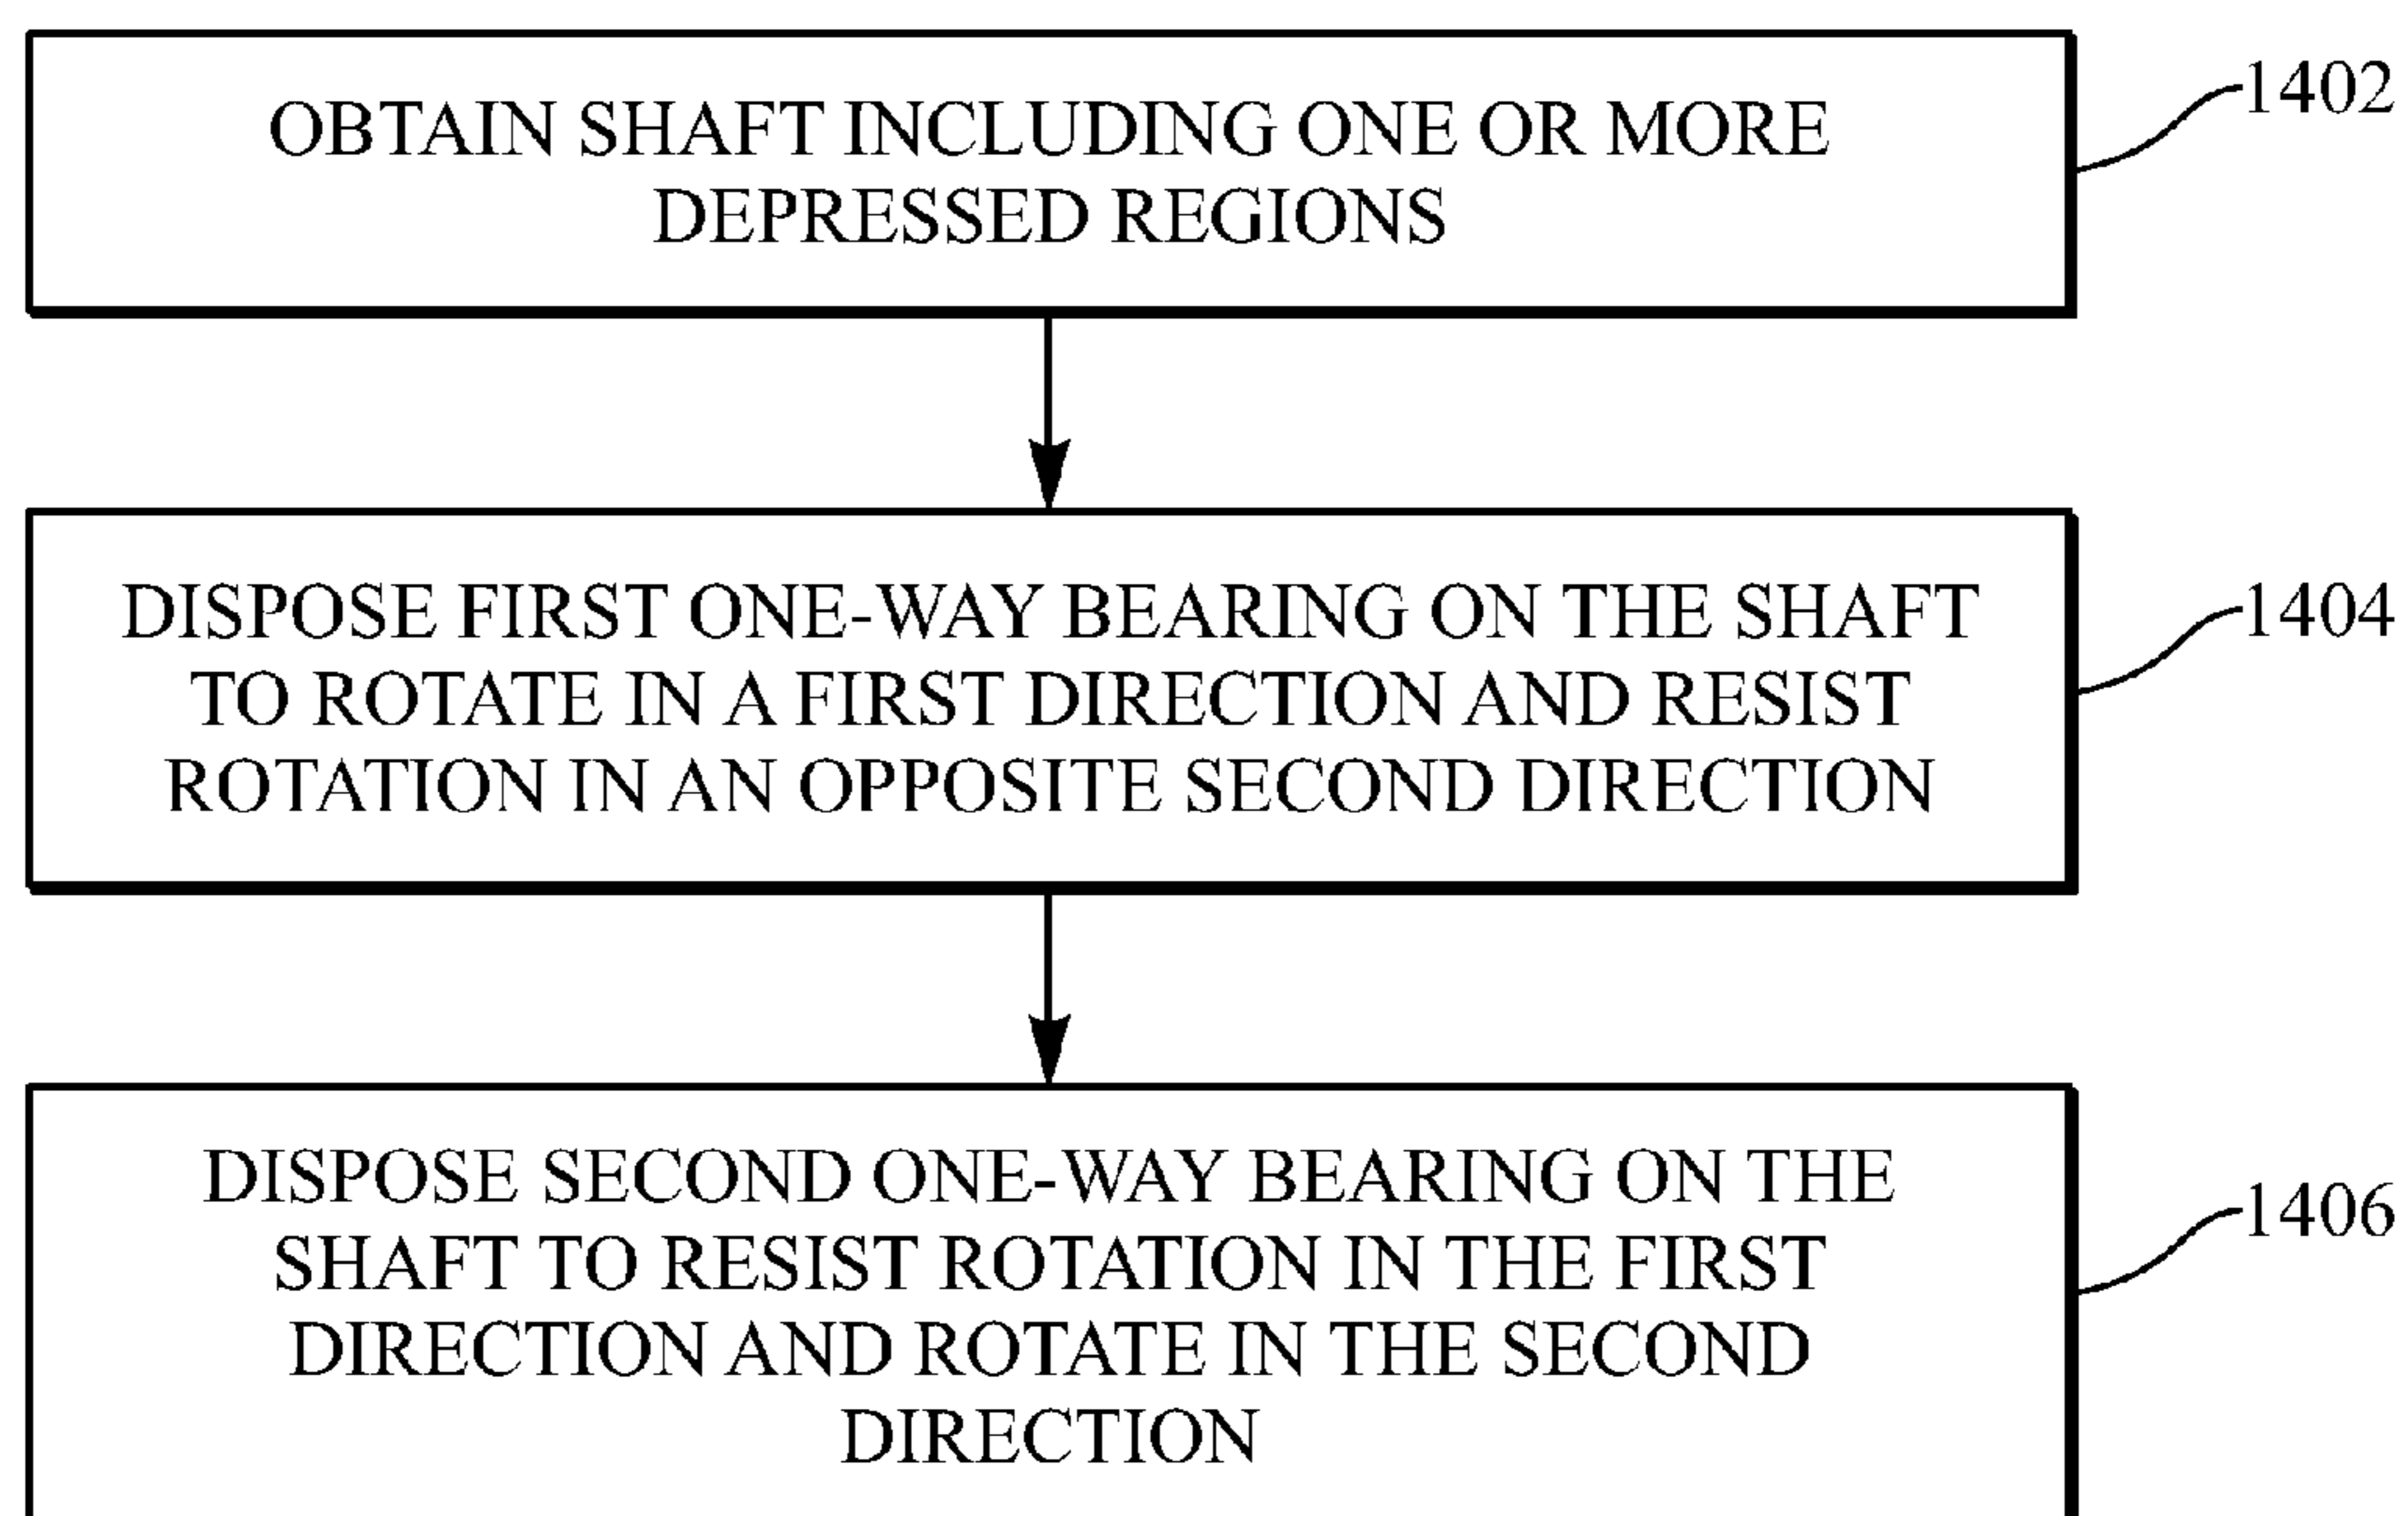 OBTAIN SHAFT INCLUDING ONE OR MORE
DEPRESSED REGIONS
1402
DISPOSE FIRST ONE-WAY BEARING ON THE SHAFT
TO ROTATE IN A FIRST DIRECTION AND RESIST
ROTATION IN AN OPPOSITE SECOND DIRECTION
1404
DISPOSE SECOND ONE-WAY BEARING ON THE
SHAFT TO RESIST ROTATION IN THE FIRST
DIRECTION AND ROTATE IN THE SECOND
DIRECTION
1406